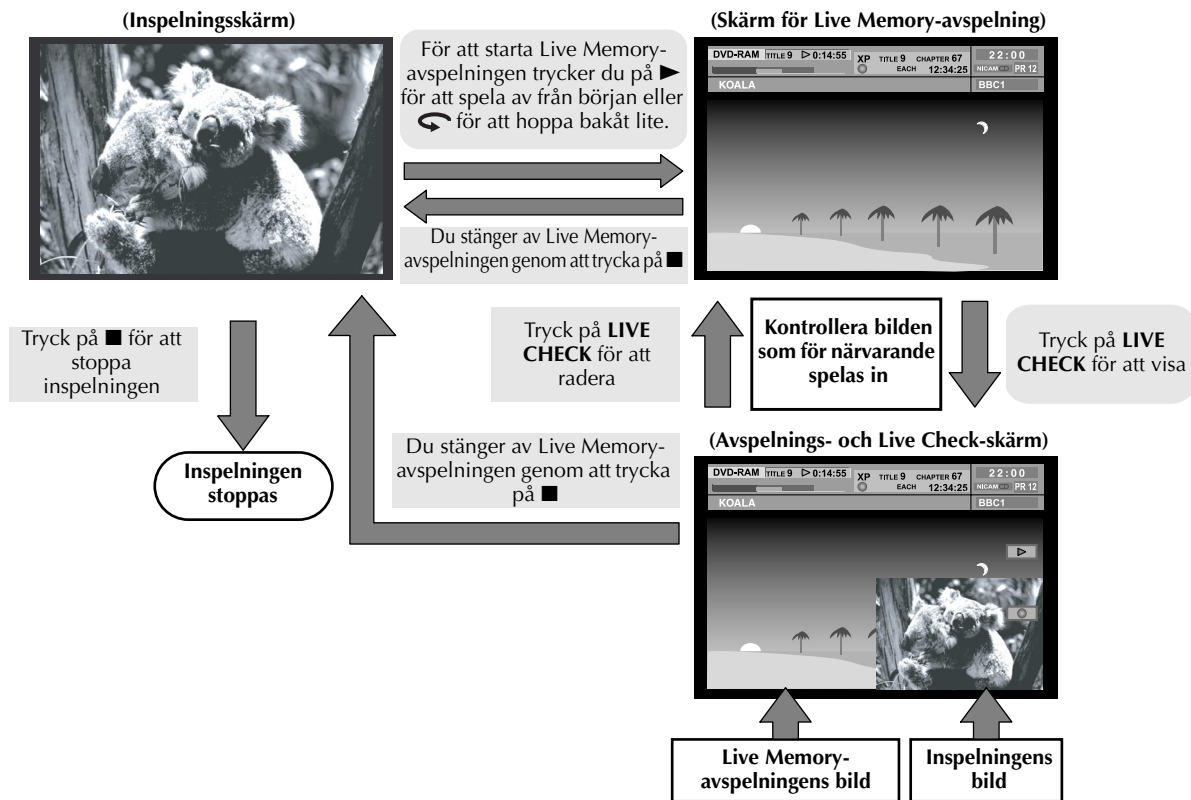 (Inspelningsskärm)
För att starta Live Memory-
avspelningen trycker du på ►
för att spela av från början eller
för att hoppa bakåt lite.
Du stänger av Live Memory-
avspelningen genom att trycka på ■
(Skärm för Live Memory-avspelning)
DVD-RAM TITLE 9 ▷ 0:14:55 XP TITLE 9 CHAPTER 67 22:00
EACH 12:34:25 NICAM PR 12
KOALA BBC1
Tryck på ■ för att
stoppa
inspelningen
Inspelningen
stoppas
Tryck på LIVE
CHECK för att
radera
Kontrollera bilden
som för närvarande
spelas in
Tryck på LIVE
CHECK för att visa
Du stänger av Live Memory-
avspelningen genom att trycka
på ■
(Avspelnings- och Live Check-skärm)
DVD-RAM TITLE 9 ▷ 0:14:55 XP TITLE 9 CHAPTER 67 22:00
EACH 12:34:25 NICAM PR 12
KOALA BBC1
Live Memory-
avspelningens bild
Inspelningens
bild